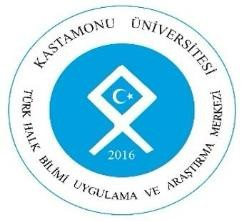 KASTAMONU ÜNİVERSİTESİ
TÜRK HALK BİLİMİ UYGULAMA VE ARAŞTIRMA MERKEZİ
2016